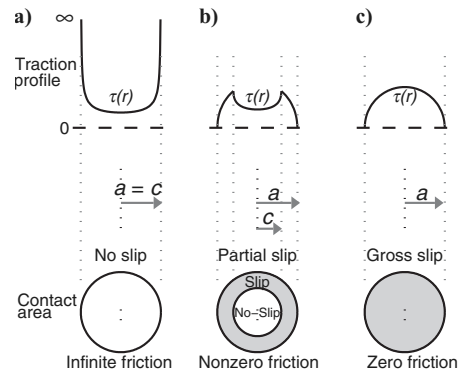 a)
b)
c)
∞
Traction
profile
τ(r)
τ(r)
τ(r)
0
a = c
a
c
a
No slip
Partial slip
Gross slip
Contact
area
Slip
No–Slip
Infinite friction
Nonzero friction
Zero friction